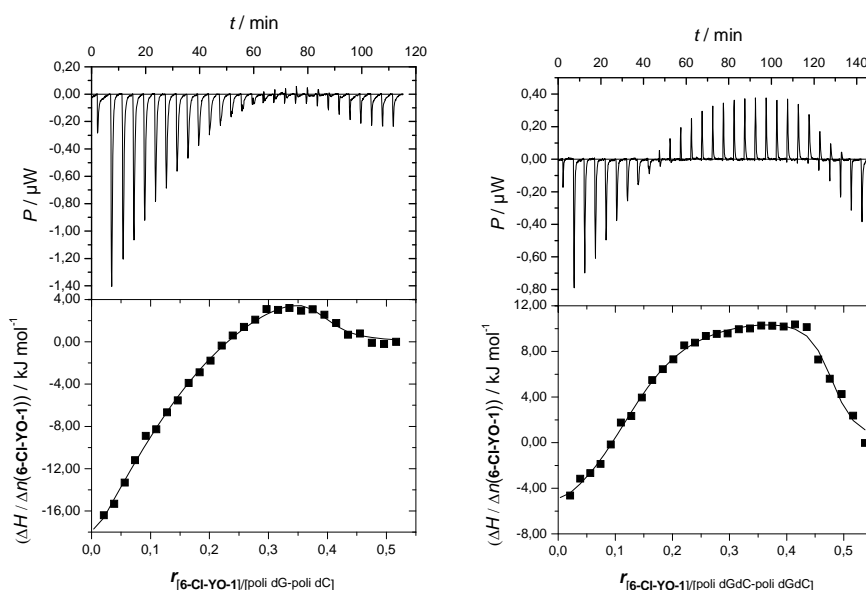 t / min
0 20 40 60 80 100 120
0,20
0,00
-0,20
-0,40
-0,60
-0,80
-1,00
-1,20
-1,40
P / µW
4,00
0,00
-4,00
-8,00
-12,00
-16,00
(ΔH / Δn(6-Cl-YO-1)) / kJ mol-1
0,0 0,1 0,2 0,3 0,4 0,5
r[6-Cl-YO-1]/[poli dG-poli dC]
t / min
0 20 40 60 80 100 120 140
0,40
0,20
0,00
-0,20
-0,40
-0,60
-0,80
P / µW
12,00
8,00
4,00
0,00
-4,00
-8,00
(ΔH / Δn(6-Cl-YO-1)) / kJ mol-1
0,0 0,1 0,2 0,3 0,4 0,5
r[6-Cl-YO-1]/[poli dGdC-poli dGdC]